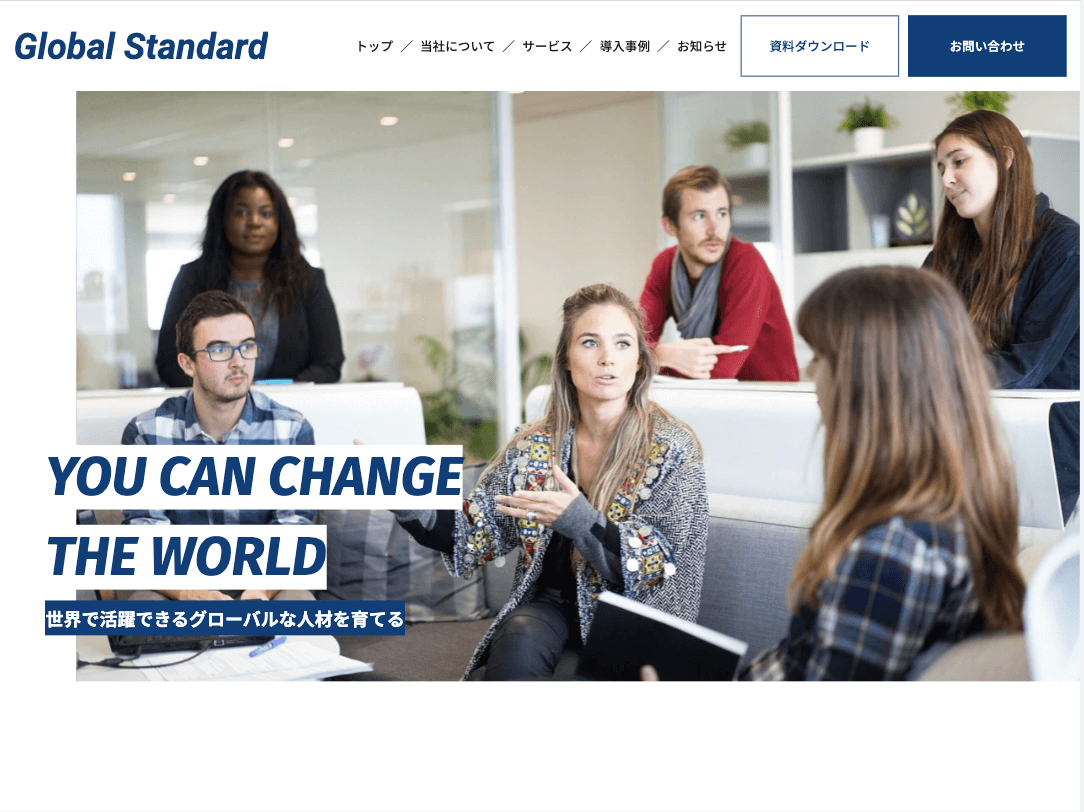 Global Standard
トップ ／ 当社について ／ サービス ／ 導入事例 ／ お知らせ
資料ダウンロード
お問い合わせ
YOU CAN CHANGE
THE WORLD
世界で活躍できるグローバルな人材を育てる